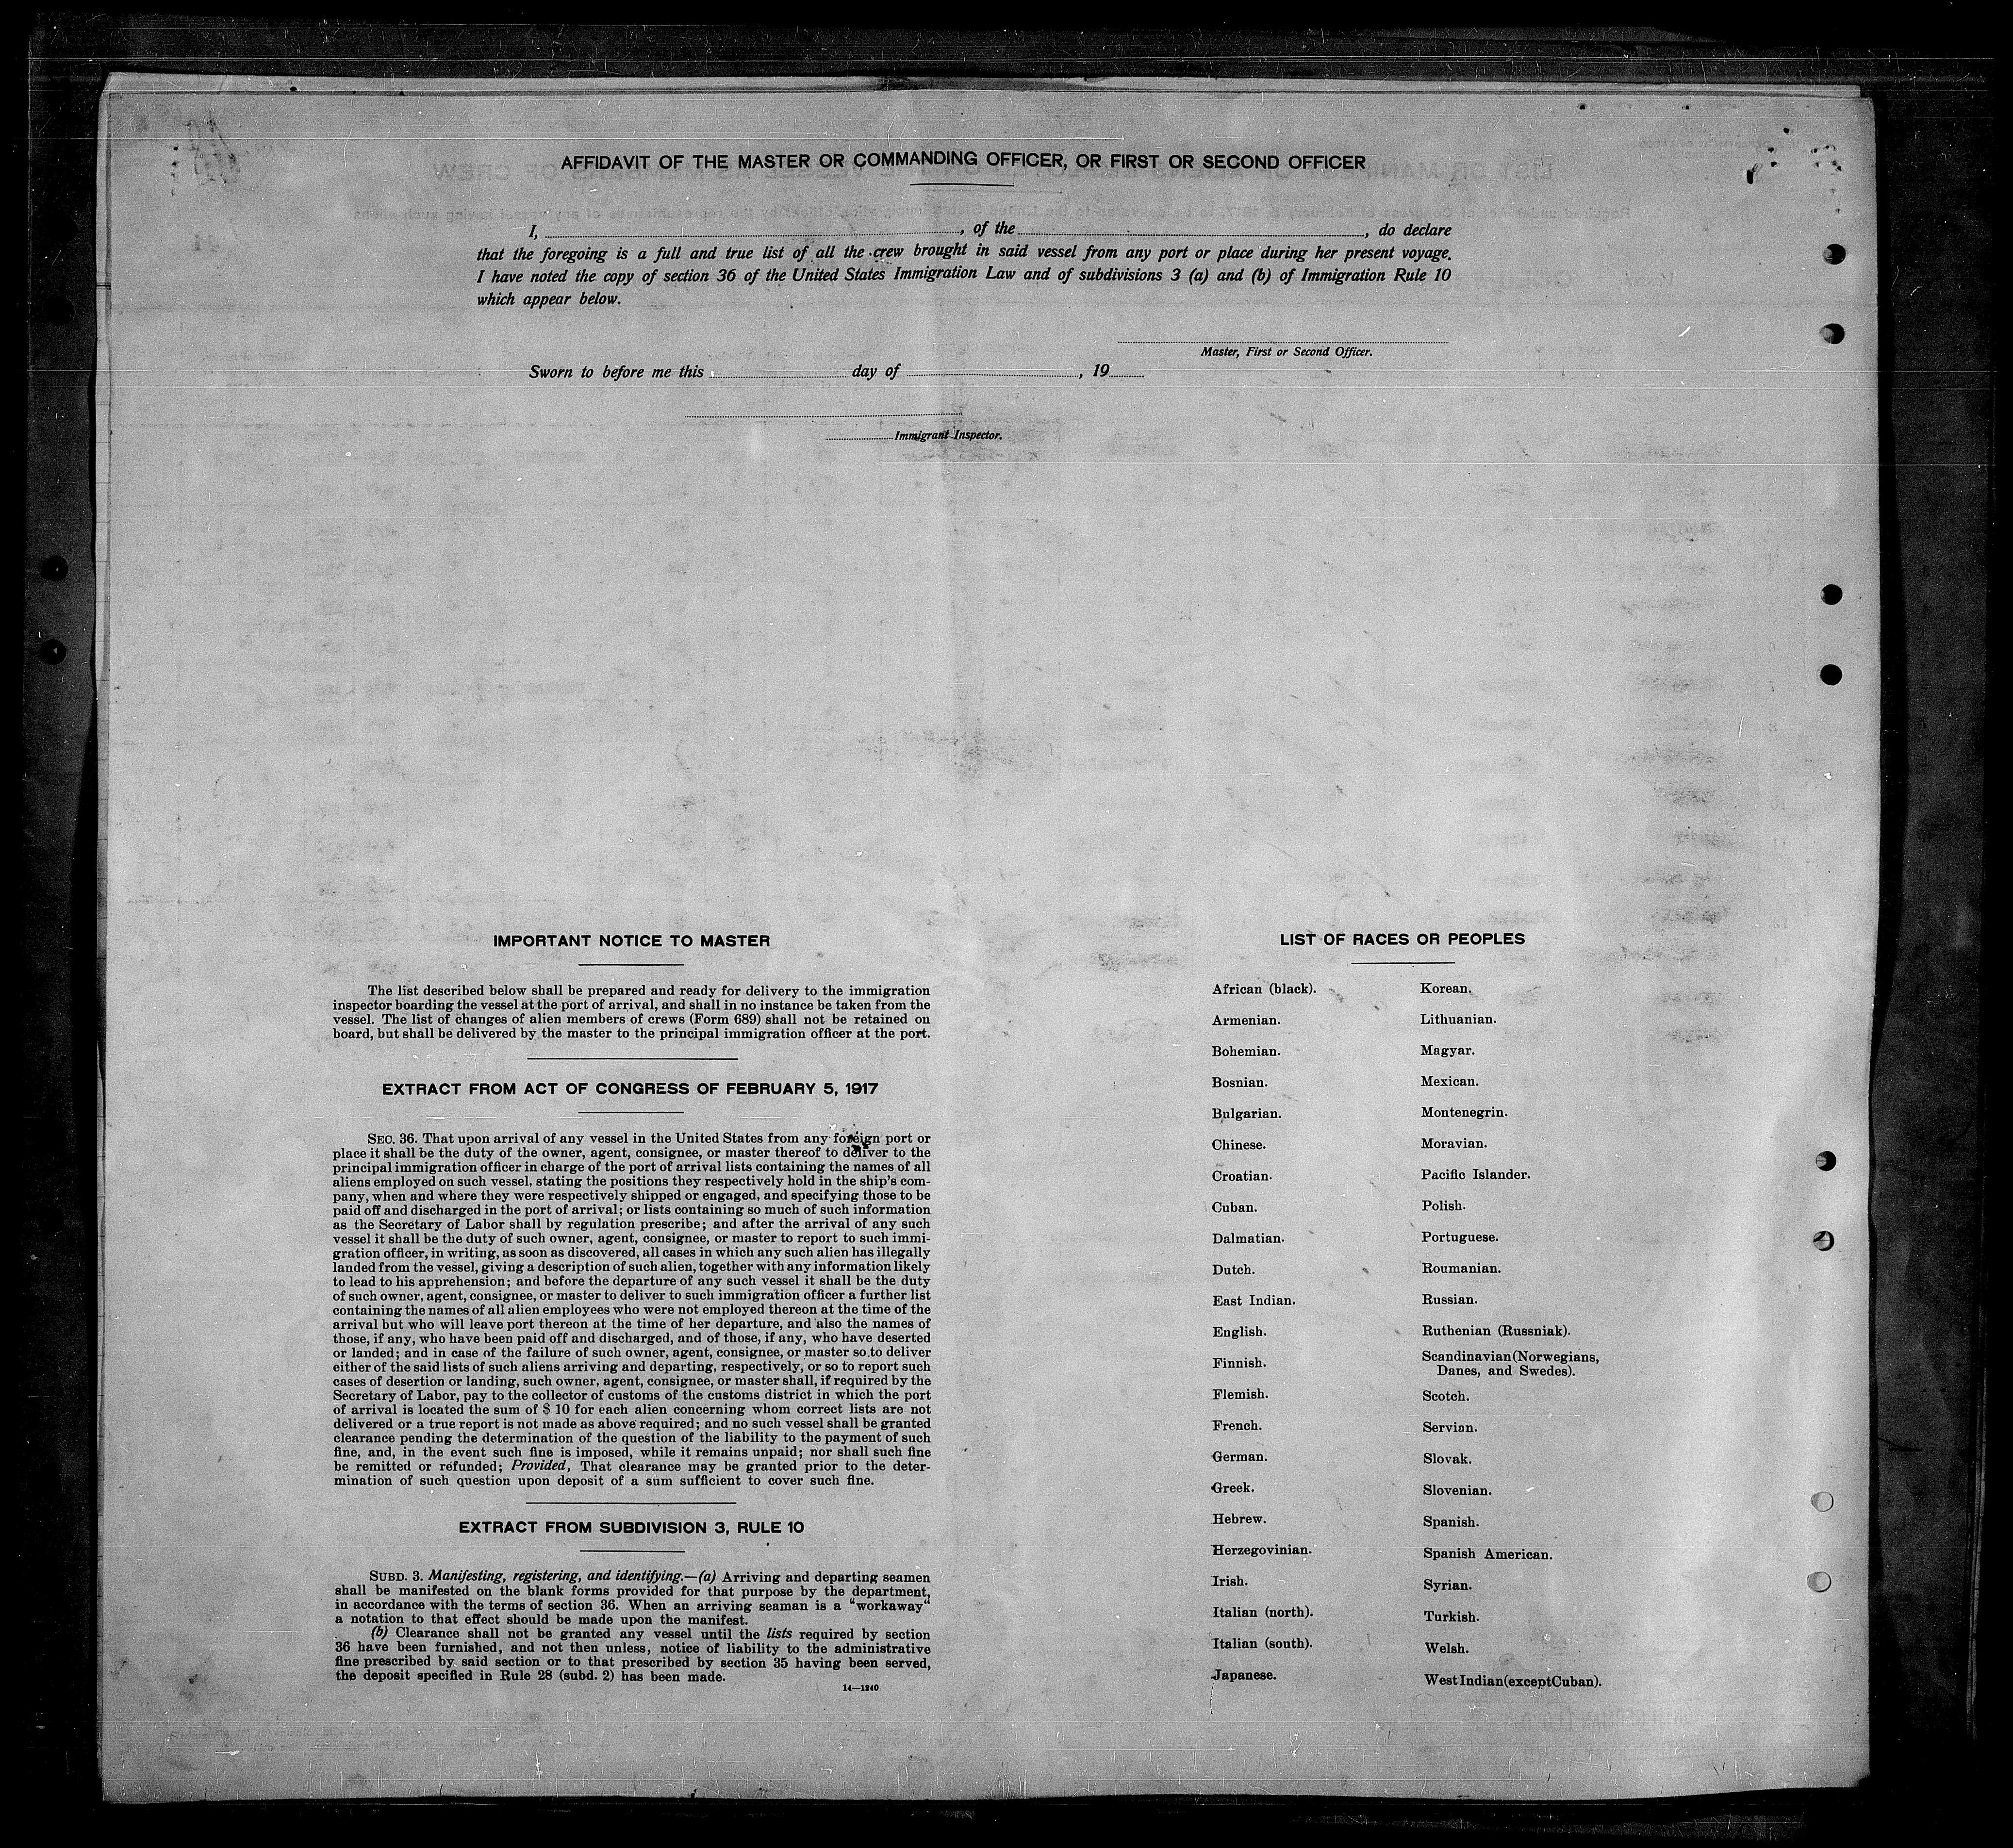 AFFIDAVIT OF THE MASTER OR COMMANDING OFFICER, OR FIRST OR SECOND OFFICER
I, , of the , do declare
that the foregoing is a full and true list of all the crew brought in said vessel from any port or place during her present voyage.
I have noted the copy of section 36 of the United States Immigration Law and of subdivisions 3 (a) and (b) of Immigration Rule 10
which appear below.
Master, First or Second Officer.
Sworn to before me this day of , 19
Immigrant Inspector.
IMPORTANT NOTICE TO MASTER
The list described below shall be prepared and ready for delivery to the immigration
inspector boarding the vessel at the port of arrival, and shall in no instance be taken from the
vessel. The list of changes of alien members of crews (Form 689) shall not be retained on
board, but shall be delivered by the master to the principal immigration officer at the port.
EXTRACT FROM ACT OF CONGRESS OF FEBRUARY 5, 1917
SEC. 36. That upon arrival of any vessel in the United States from any foreign port or
place it shall be the duty of the owner, agent, consignee, or master thereof to deliver to the
principal immigration officer in charge of the port of arrival lists containing the names of all
aliens employed on such vessel, stating the positions they respectively hold in the ship's com-
pany, when and where they were respectively shipped or engaged, and specifying those to be
paid off and discharged in the port of arrival; or lists containing so much of such information
as the Secretary of Labor shall by regulation prescribe; and after the arrival of any such
vessel it shall be the duty of such owner, agent, consignee, or master to report to such immi-
gration officer, in writing, as soon as discovered, all cases in which any such alien has illegally
landed from the vessel, giving a description of such alien, together with any information likely
to lead to his apprehension; and before the departure of any such vessel it shall be the duty
of such owner, agent, consignee, or master to deliver to such immigration officer a further list
containing the names of all alien employees who were not employed thereon at the time of the
arrival but who will leave port thereon at the time of her departure, and also the names of
those, if any, who have been paid off and discharged, and of those, if any, who have deserted
or landed; and in case of the failure of such owner, agent, consignee, or master so to deliver
either of the said lists of such aliens arriving and departing, respectively, or so to report such
cases of desertion or landing, such owner, agent, consignee, or master shall, if required by the
Secretary of Labor, pay to the collector of customs of the customs district in which the port
of arrival is located the sum of $ 10 for each alien concerning whom correct lists are not
delivered or a true report is not made as above required; and no such vessel shall be granted
clearance pending the determination of the question of the liability to the payment of such
fine, and, in the event such fine is imposed, while it remains unpaid; nor shall such fine
be remitted or refunded; Provided, That clearance may be granted prior to the deter-
mination of such question upon deposit of a sum sufficient to cover such fine.
EXTRACT FROM SUBDIVISION 3, RULE 10
SUBD. 3. Manifesting, registering, and identifying.—(a) Arriving and departing seamen
shall be manifested on the blank forms provided for that purpose by the department,
in accordance with the terms of section 36. When an arriving seaman is a "workaway"
a notation to that effect should be made upon the manifest.
(b) Clearance shall not be granted any vessel until the lists required by section
36 have been furnished, and not then unless, notice of liability to the administrative
fine prescribed by said section or to that prescribed by section 35 having been served,
the deposit specified in Rule 28 (subd. 2) has been made.
14—1240
LIST OF RACES OR PEOPLES
African (black).
Armenian.
Bohemian.
Bosnian.
Bulgarian.
Chinese.
Croatian.
Cuban.
Dalmatian.
Dutch.
East Indian.
English.
Finnish.
Flemish.
French.
German.
Greek.
Hebrew.
Herzegovinian.
Irish.
Italian (north).
Italian (south).
Japanese.
Korean.
Lithuanian.
Magyar.
Mexican.
Montenegrin.
Moravian.
Pacific Islander.
Polish.
Portuguese.
Roumanian.
Russian.
Ruthenian (Russniak).
Scandinavian (Norwegians,
Danes, and Swedes).
Scotch.
Servian.
Slovak.
Slovenian.
Spanish.
Spanish American.
Syrian.
Turkish.
Welsh.
West Indian (except Cuban).